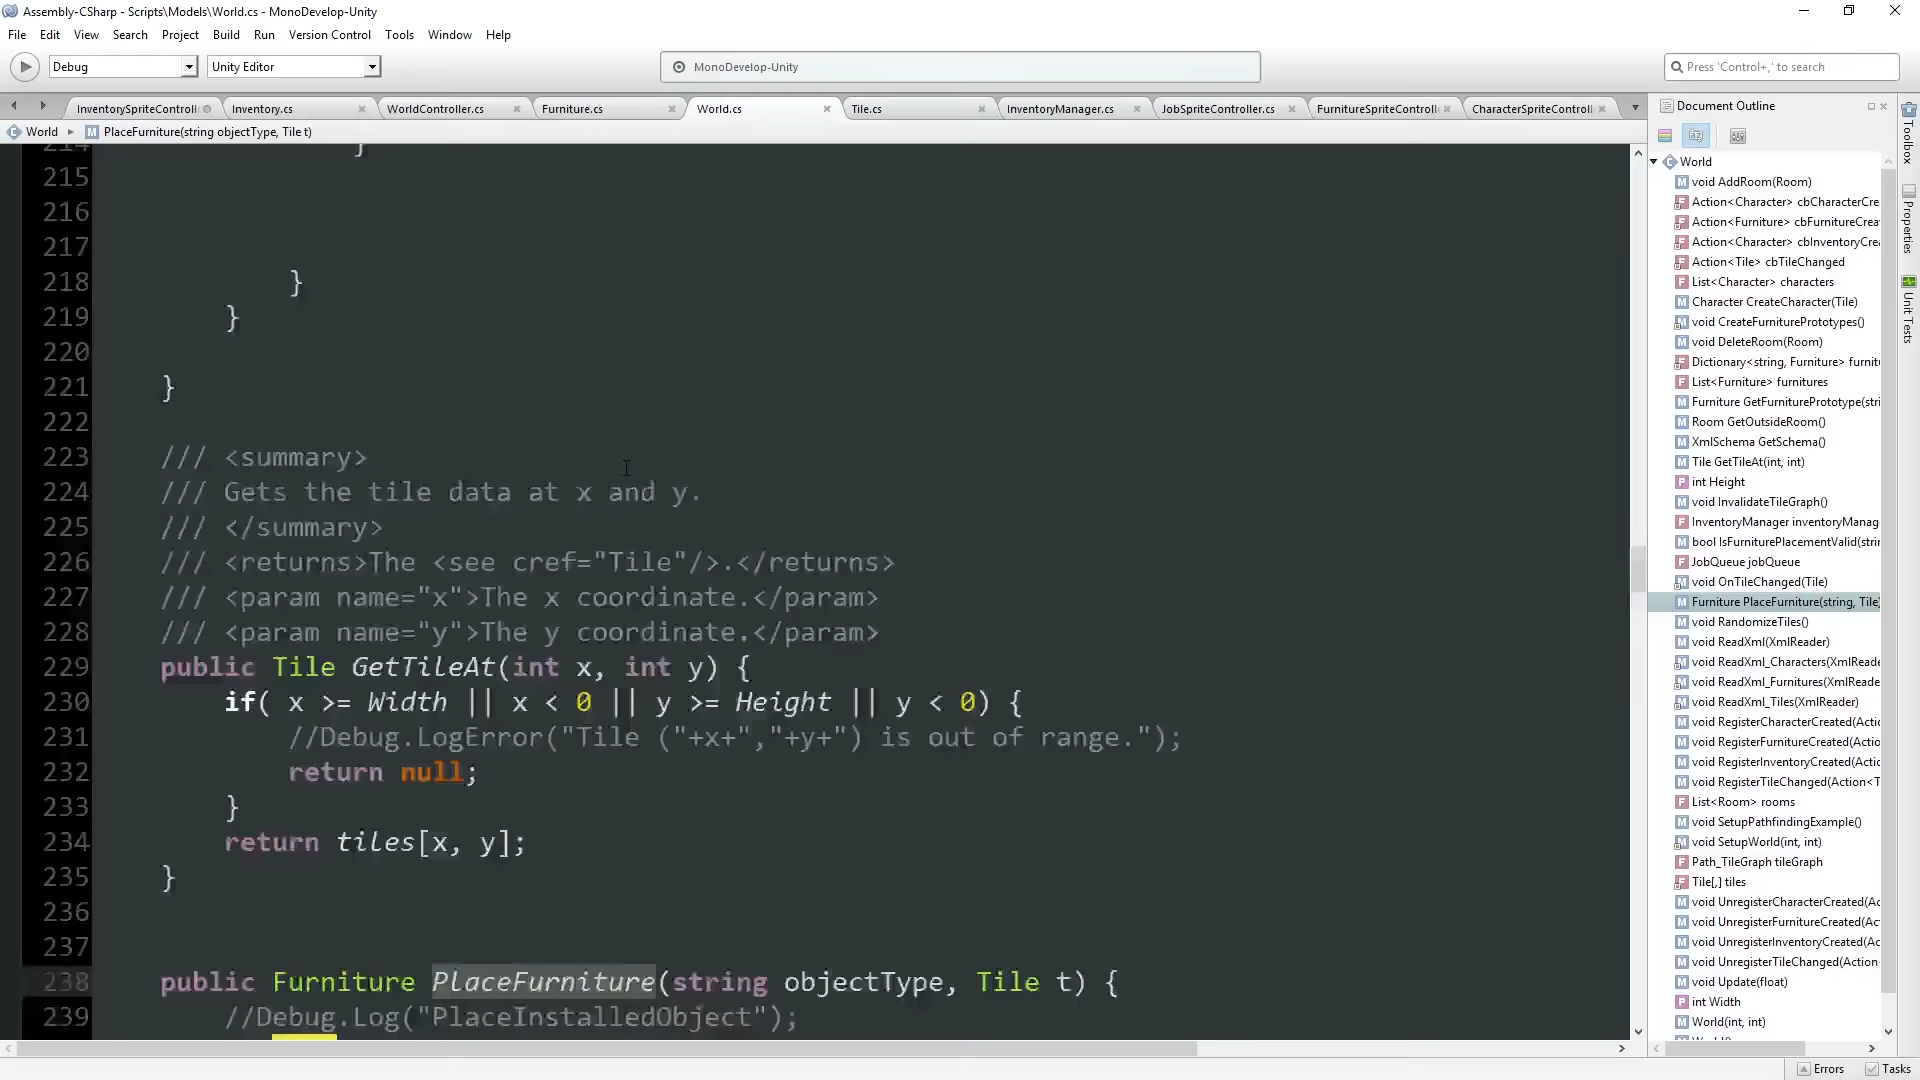 Assembly-CSharp - Scripts\Models\World.cs - MonoDevelop-Unity
File Edit View Search Project Build Run Version Control Tools Window Help
Debug Unity Editor MonoDevelop-Unity Press 'Control+,' to search
InventorySpriteControll Inventory.cs WorldController.cs Furniture.cs World.cs Tile.cs InventoryManager.cs JobSpriteController.cs FurnitureSpriteControll CharacterSpriteControll
World PlaceFurniture(string objectType, Tile t)
214 }
215
216
217
218 }
219 }
220
221 }
222
223 /// <summary>
224 /// Gets the tile data at x and y.
225 /// </summary>
226 /// <returns>The <see cref="Tile"/>.</returns>
227 /// <param name="x">The x coordinate.</param>
228 /// <param name="y">The y coordinate.</param>
229 public Tile GetTileAt(int x, int y) {
230 if( x >= Width || x < 0 || y >= Height || y < 0) {
231 //Debug.LogError("Tile ("+x+","+y+") is out of range.");
232 return null;
233 }
234 return tiles[x, y];
235 }
236
237
238 public Furniture PlaceFurniture(string objectType, Tile t) {
239 //Debug.Log("PlaceInstalledObject");
Document Outline
World
void AddRoom(Room)
Action<Character> cbCharacterCre
Action<Furniture> cbFurnitureCrea
Action<Character> cbInventoryCre
Action<Tile> cbTileChanged
List<Character> characters
Character CreateCharacter(Tile)
void CreateFurniturePrototypes()
void DeleteRoom(Room)
Dictionary<string, Furniture> furnit
List<Furniture> furnitures
Furniture GetFurniturePrototype(stri
Room GetOutsideRoom()
XmlSchema GetSchema()
Tile GetTileAt(int, int)
int Height
void InvalidateTileGraph()
InventoryManager inventoryManag
bool IsFurniturePlacementValid(strin
JobQueue jobQueue
void OnTileChanged(Tile)
Furniture PlaceFurniture(string, Tile)
void RandomizeTiles()
void ReadXml(XmlReader)
void ReadXml_Characters(XmlReade
void ReadXml_Furnitures(XmlReade
void ReadXml_Tiles(XmlReader)
void RegisterCharacterCreated(Actic
void RegisterFurnitureCreated(Actio
void RegisterInventoryCreated(Actio
void RegisterTileChanged(Action<T
List<Room> rooms
void SetupPathfindingExample()
void SetupWorld(int, int)
Path_TileGraph tileGraph
Tile[,] tiles
void UnregisterCharacterCreated(Ac
void UnregisterFurnitureCreated(Ac
void UnregisterInventoryCreated(Ac
void UnregisterTileChanged(Action
void Update(float)
int Width
World(int, int)
Toolbox
Properties
Unit Tests
Errors Tasks